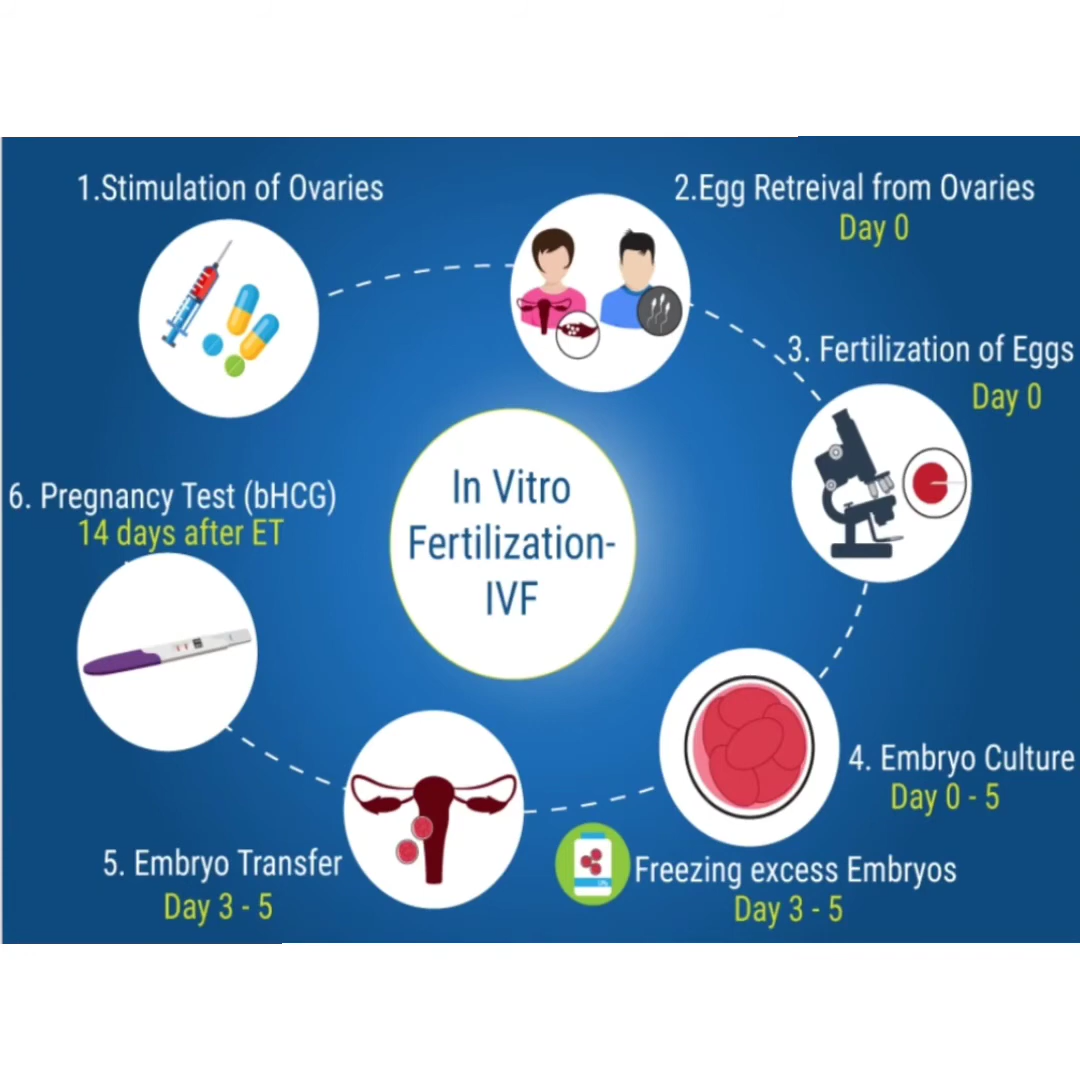 1.Stimulation of Ovaries
2.Egg Retreival from Ovaries
Day 0
3. Fertilization of Eggs
Day 0
In Vitro
Fertilization-
IVF
4. Embryo Culture
Day 0 - 5
Freezing excess Embryos
Day 3 - 5
5. Embryo Transfer
Day 3 - 5
6. Pregnancy Test (bHCG)
14 days after ET